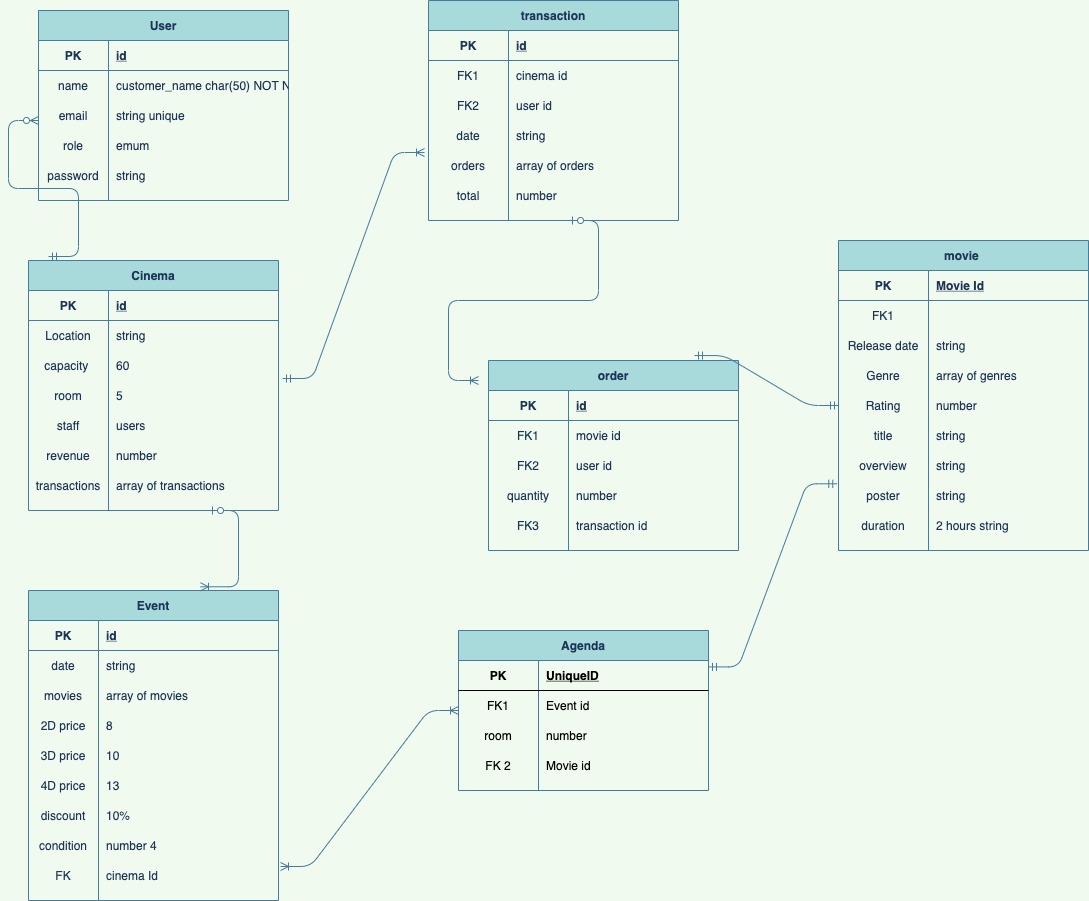 User
PK id
name customer_name char(50) NOT N
email string unique
role emum
password string
transaction
PK id
FK1 cinema id
FK2 user id
date string
orders array of orders
total number
Cinema
PK id
Location string
capacity 60
room 5
staff users
revenue number
transactions array of transactions
order
PK id
FK1 movie id
FK2 user id
quantity number
FK3 transaction id
movie
PK Movie Id
FK1
Release date string
Genre array of genres
Rating number
title string
overview string
poster string
duration 2 hours string
Event
PK id
date string
movies array of movies
2D price 8
3D price 10
4D price 13
discount 10%
condition number 4
FK cinema Id
Agenda
PK UniqueID
FK1 Event id
room number
FK 2 Movie id